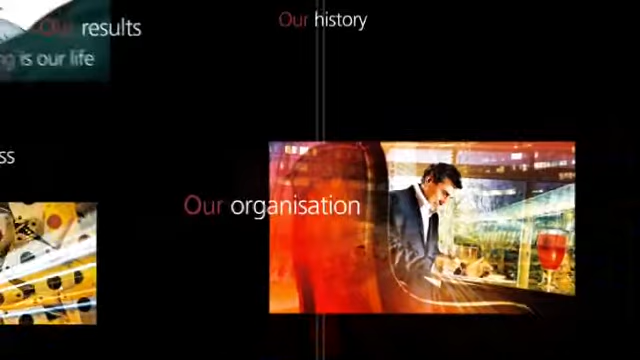 Our results
is our life
Our history
ss
Our organisation